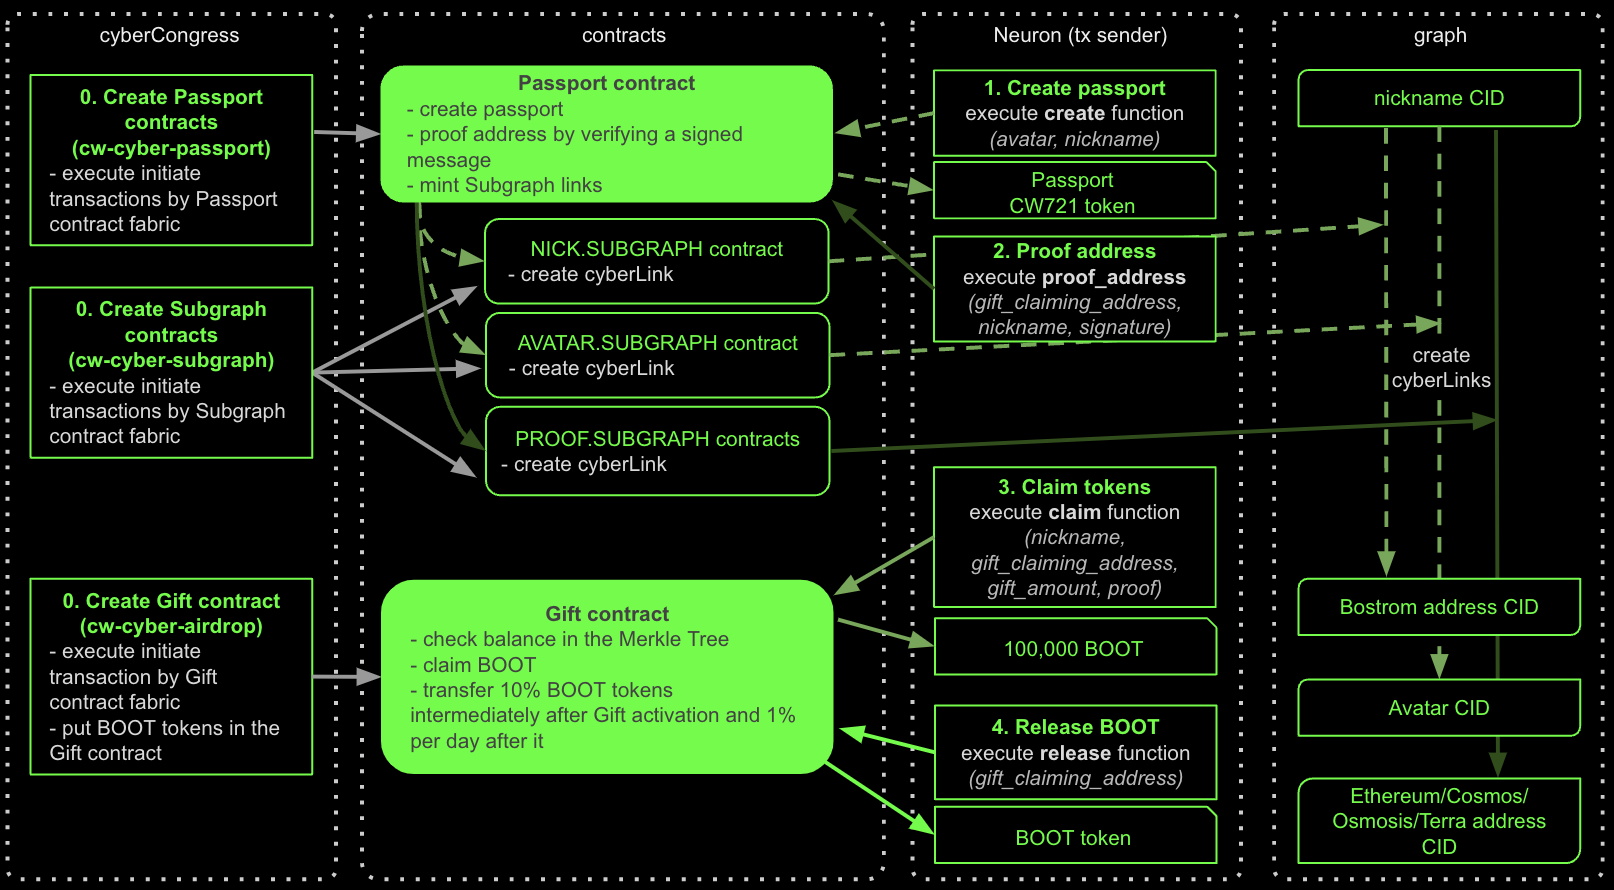 cyberCongress
0. Create Passport
contracts
(cw-cyber-passport)
- execute initiate
transactions by Passport
contract fabric
0. Create Subgraph
contracts
(cw-cyber-subgraph)
- execute initiate
transactions by Subgraph
contract fabric
0. Create Gift contract
(cw-cyber-airdrop)
- execute initiate
transaction by Gift
contract fabric
- put BOOT tokens in the
Gift contract
contracts
Passport contract
- create passport
- proof address by verifying a signed
message
- mint Subgraph links
NICK.SUBGRAPH contract
- create cyberLink
AVATAR.SUBGRAPH contract
- create cyberLink
PROOF.SUBGRAPH contracts
- create cyberLink
Gift contract
- check balance in the Merkle Tree
- claim BOOT
- transfer 10% BOOT tokens
intermediately after Gift activation and 1%
per day after it
Neuron (tx sender)
1. Create passport
execute create function
(avatar, nickname)
Passport
CW721 token
2. Proof address
execute proof_address
(gift_claiming_address,
nickname, signature)
3. Claim tokens
execute claim function
(nickname,
gift_claiming_address,
gift_amount, proof)
100,000 BOOT
4. Release BOOT
execute release function
(gift_claiming_address)
BOOT token
graph
nickname CID
create
cyberLinks
Bostrom address CID
Avatar CID
Ethereum/Cosmos/
Osmosis/Terra address
CID